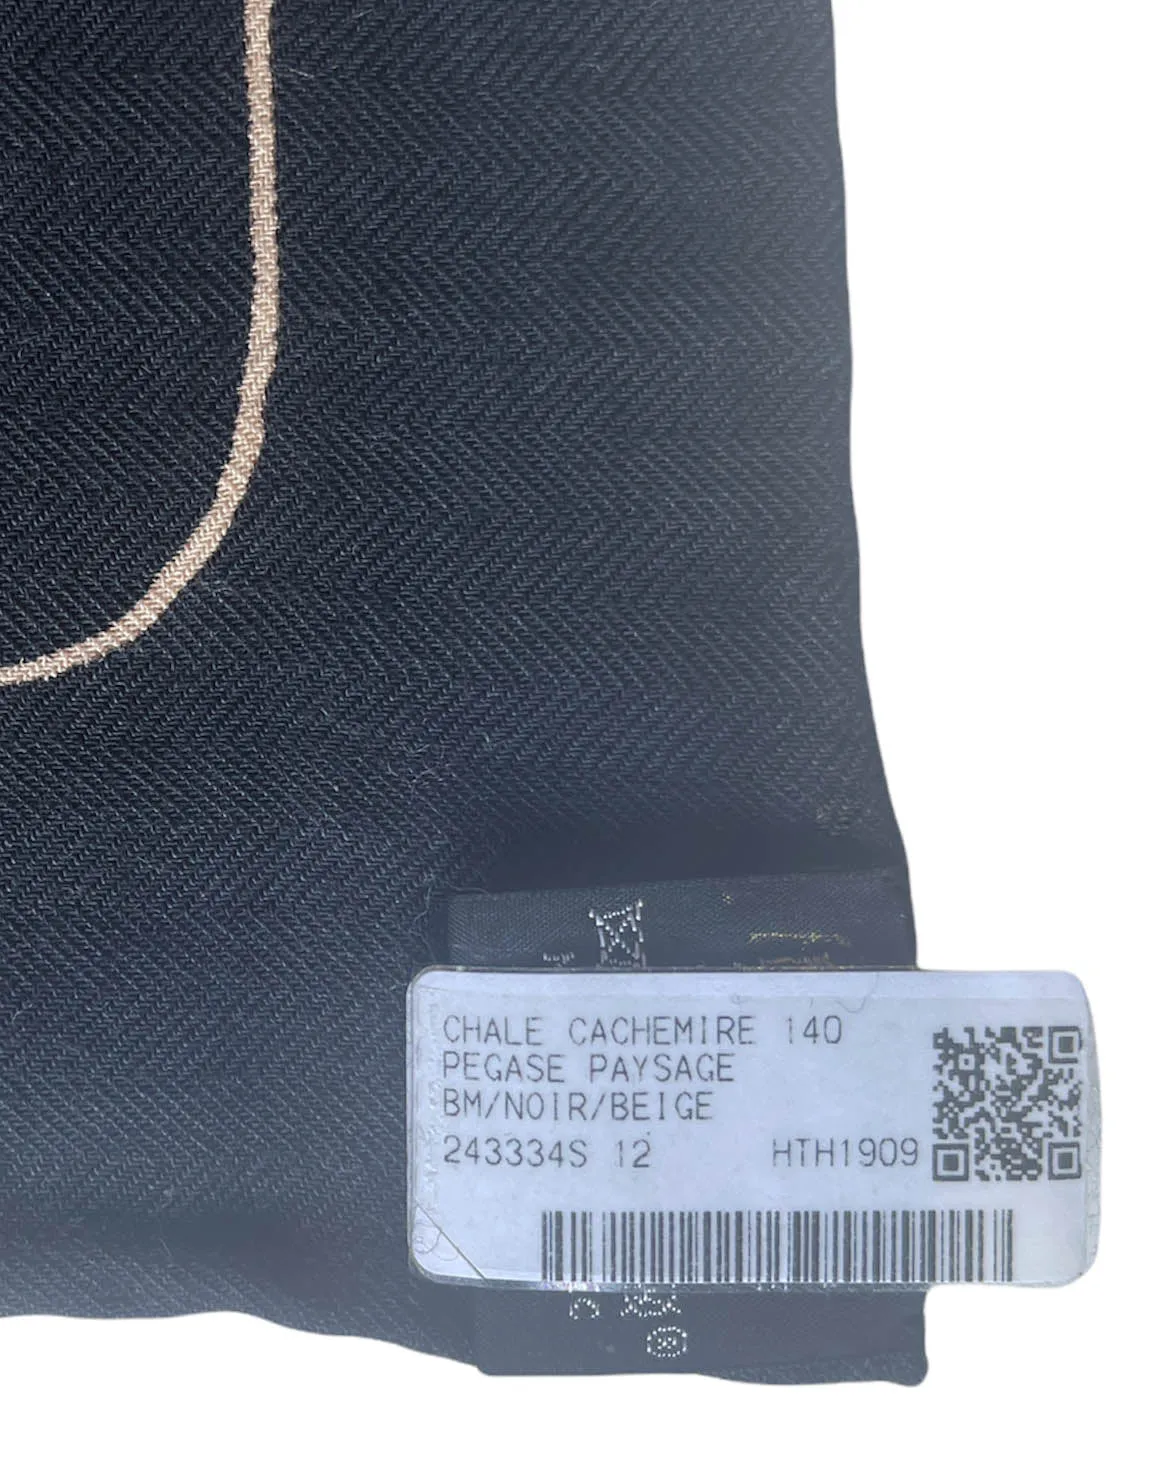 CHALE CACHEMIRE 140
PEGASE PAYSAGE
BM/NOIR/BEIGE
243334S 12 HTH1909